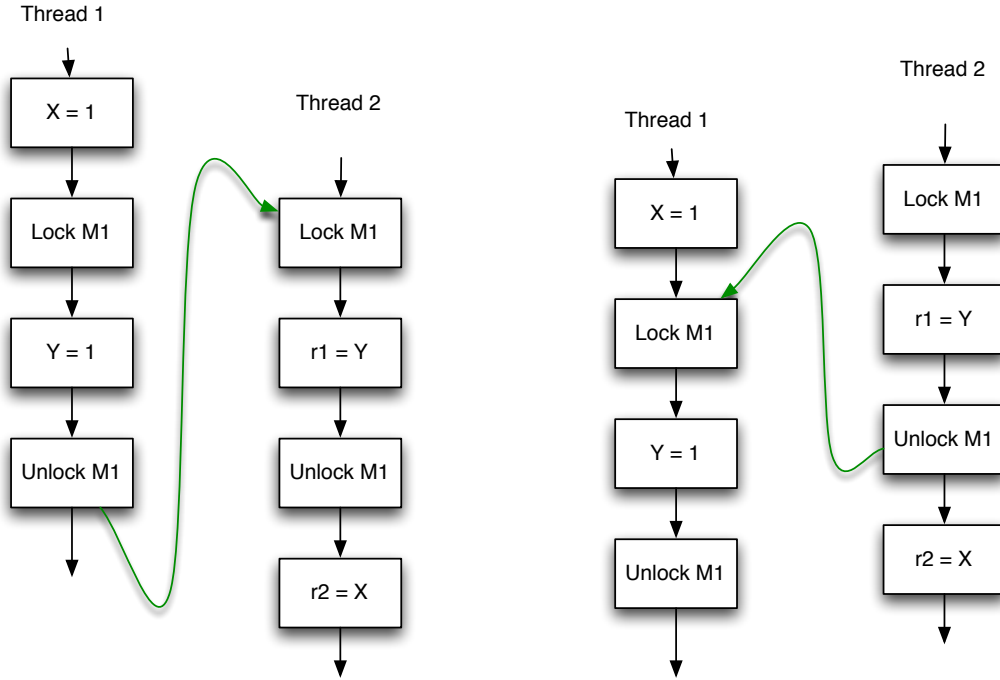 Thread 1
X = 1
Lock M1
Y = 1
Unlock M1
Thread 2
Lock M1
r1 = Y
Unlock M1
r2 = X
Thread 1
X = 1
Lock M1
Y = 1
Unlock M1
Thread 2
Lock M1
r1 = Y
Unlock M1
r2 = X